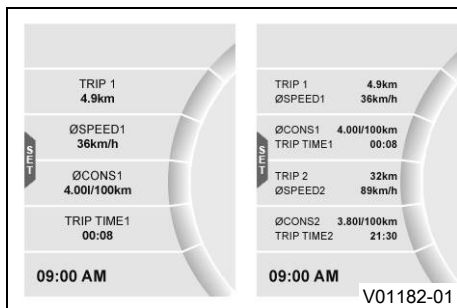 TRIP 1
4.9km
ØSPEED1
36km/h
SET
ØCONS1
4.00l/100km
TRIP TIME1
00:08
09:00 AM
TRIP 1 4.9km
ØSPEED1 36km/h
ØCONS1 4.00l/100km
TRIP TIME1 00:08
SET
TRIP 2 32km
ØSPEED2 89km/h
ØCONS2 3.80l/100km
TRIP TIME2 21:30
09:00 AM
V01182-01